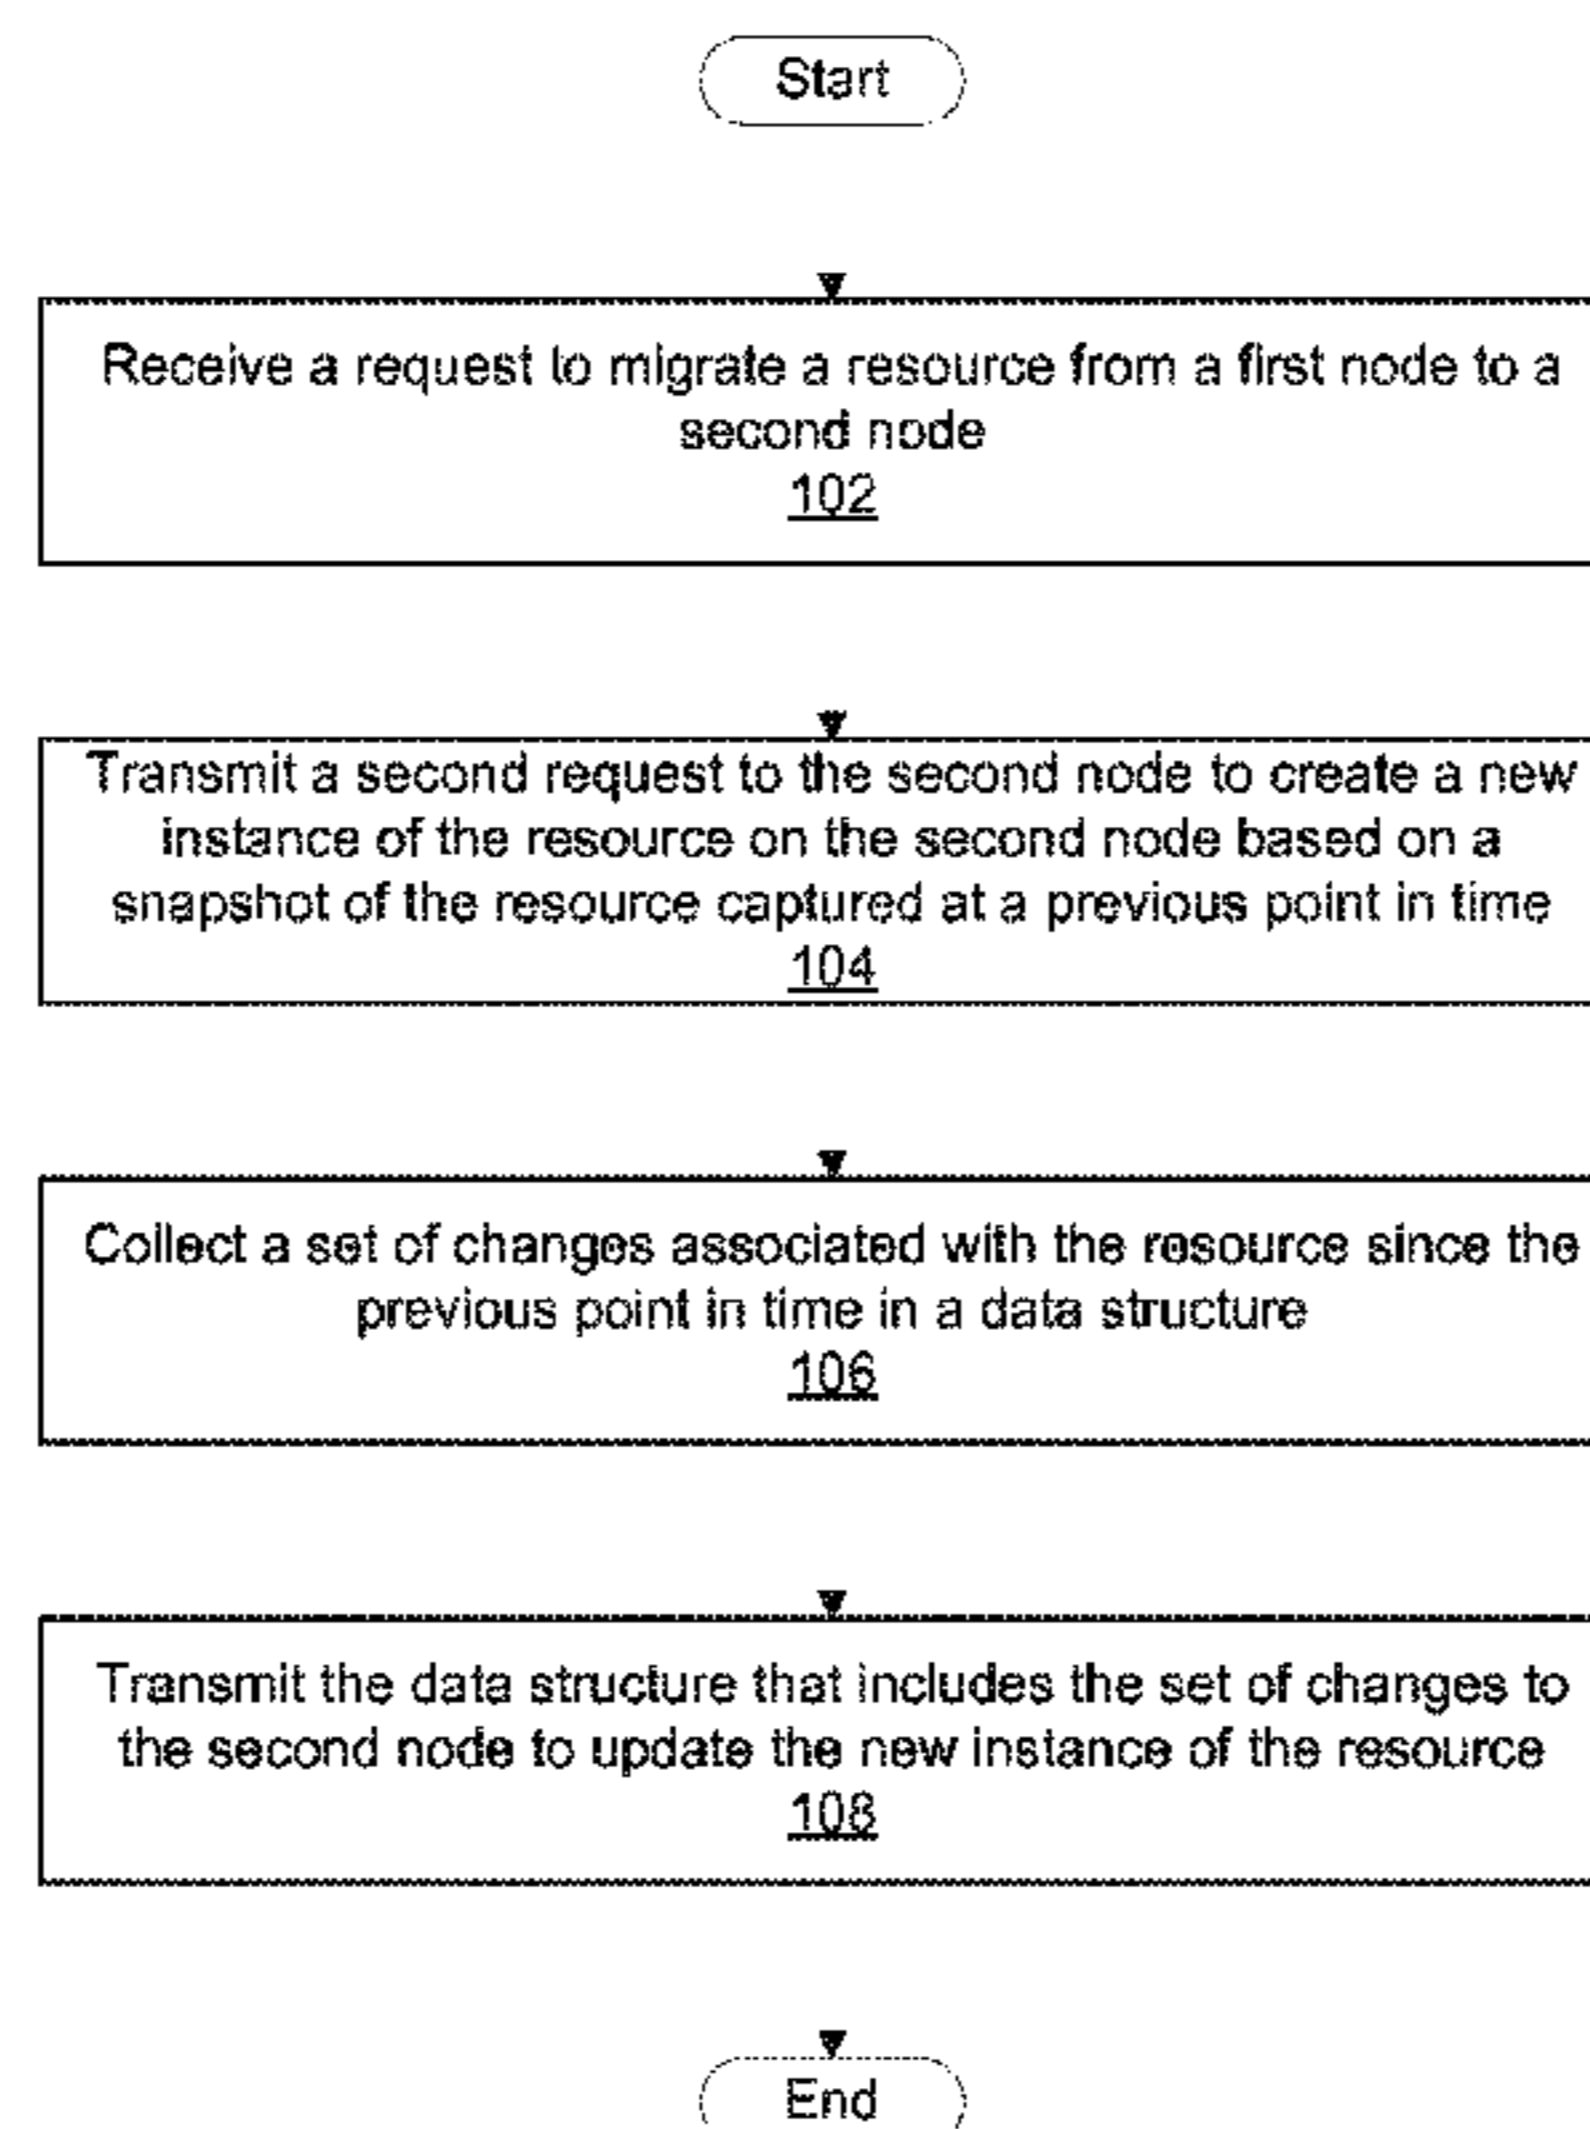 Start
Receive a request to migrate a resource from a first node to a
second node
102
Transmit a second request to the second node to create a new
instance of the resource on the second node based on a
snapshot of the resource captured at a previous point in time
104
Collect a set of changes associated with the resource since the
previous point in time in a data structure
106
Transmit the data structure that includes the set of changes to
the second node to update the new instance of the resource
108
End